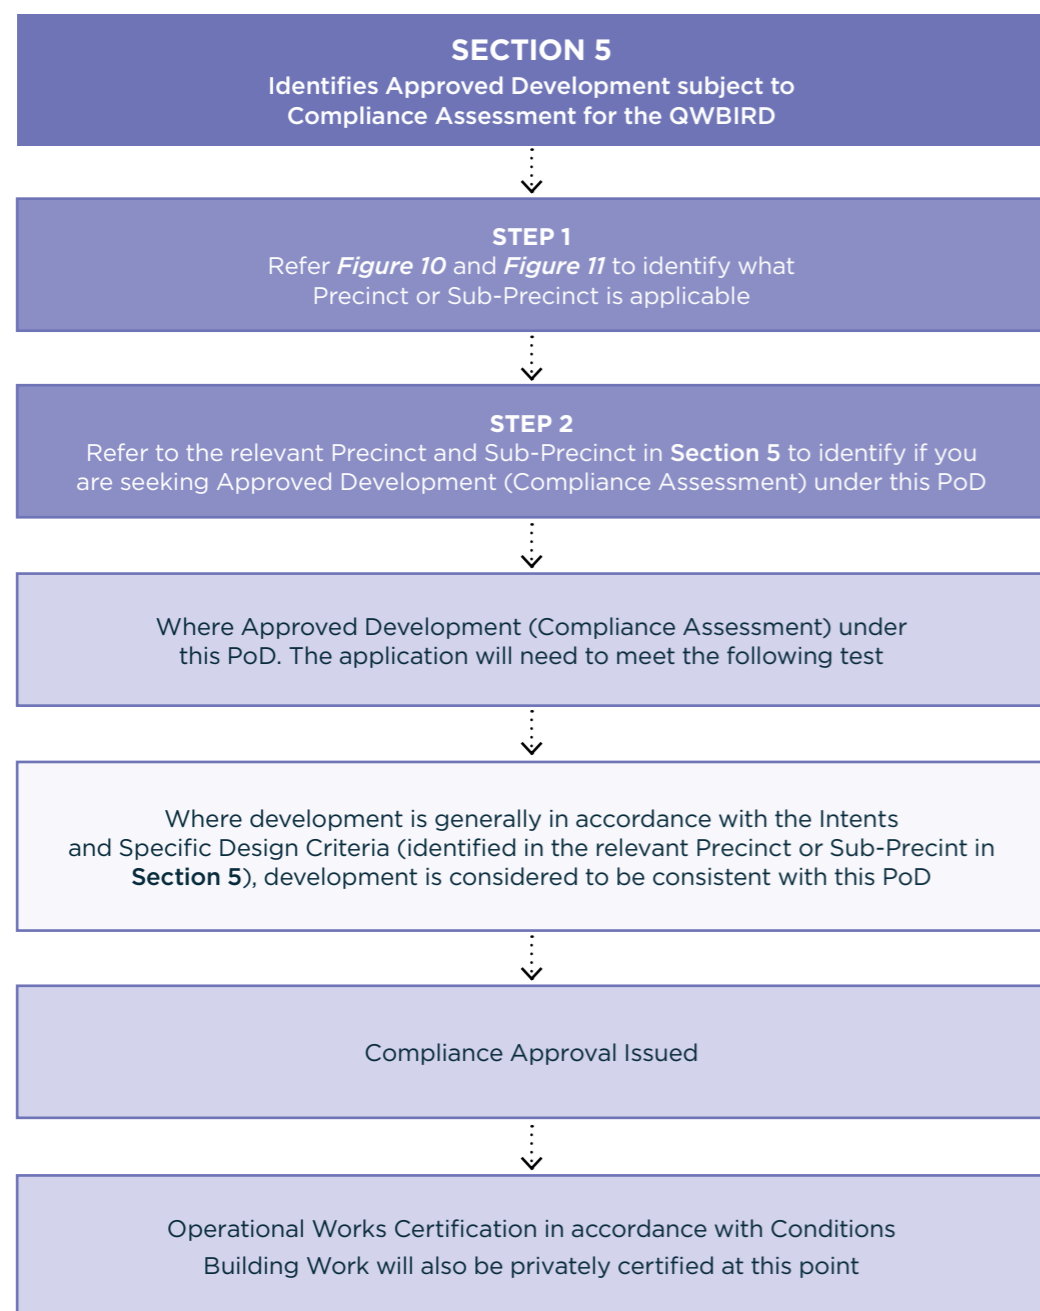 SECTION 5
Identifies Approved Development subject to
Compliance Assessment for the QWBIRD
STEP 1
Refer Figure 10 and Figure 11 to identify what
Precinct or Sub-Precinct is applicable
STEP 2
Refer to the relevant Precinct and Sub-Precinct in Section 5 to identify if you
are seeking Approved Development (Compliance Assessment) under this PoD
Where Approved Development (Compliance Assessment) under
this PoD. The application will need to meet the following test
Where development is generally in accordance with the Intents
and Specific Design Criteria (identified in the relevant Precinct or Sub-Precint in
Section 5), development is considered to be consistent with this PoD
Compliance Approval Issued
Operational Works Certification in accordance with Conditions
Building Work will also be privately certified at this point